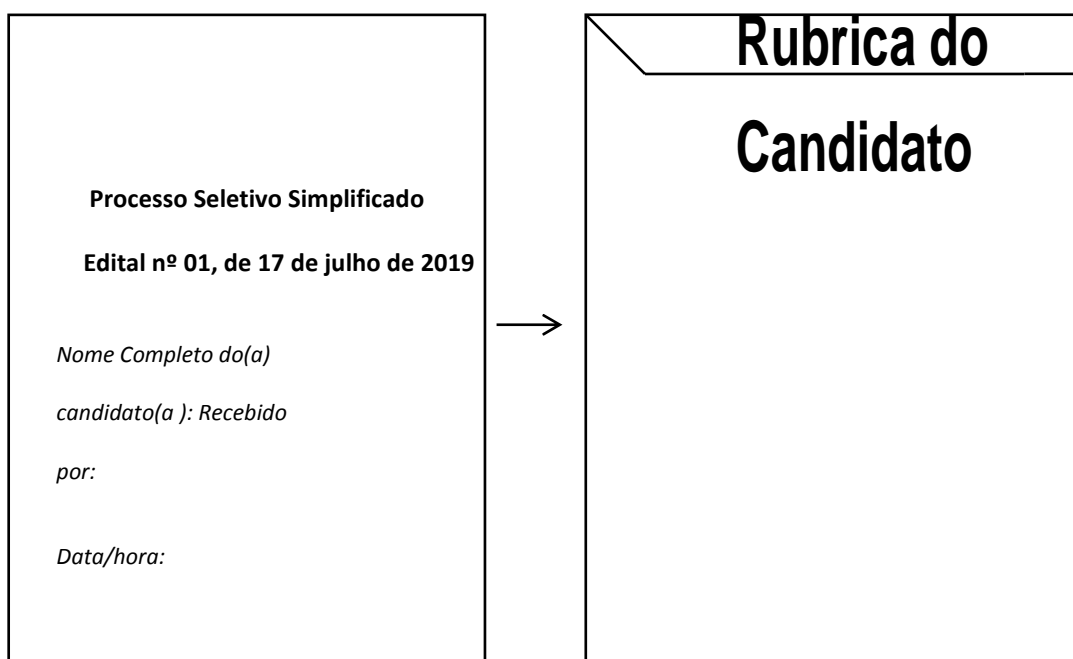 Processo Seletivo Simplificado
Edital nº 01, de 17 de julho de 2019
Nome Completo do(a)
candidato(a ): Recebido
por:
Data/hora:
Rubrica do
Candidato